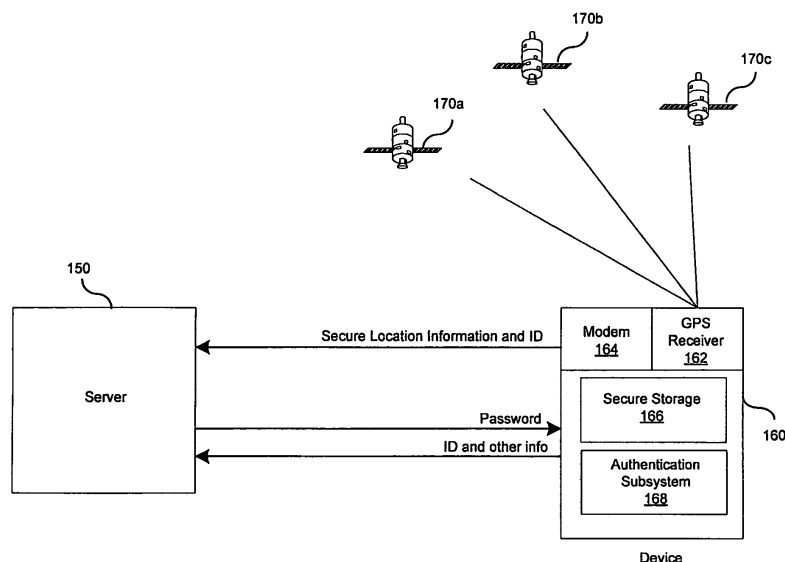 170b
170c
170a
150
Server
Secure Location Information and ID
Password
ID and other info
Modem
164
GPS
Receiver
162
Secure Storage
166
160
Authentication
Subsystem
168
Device